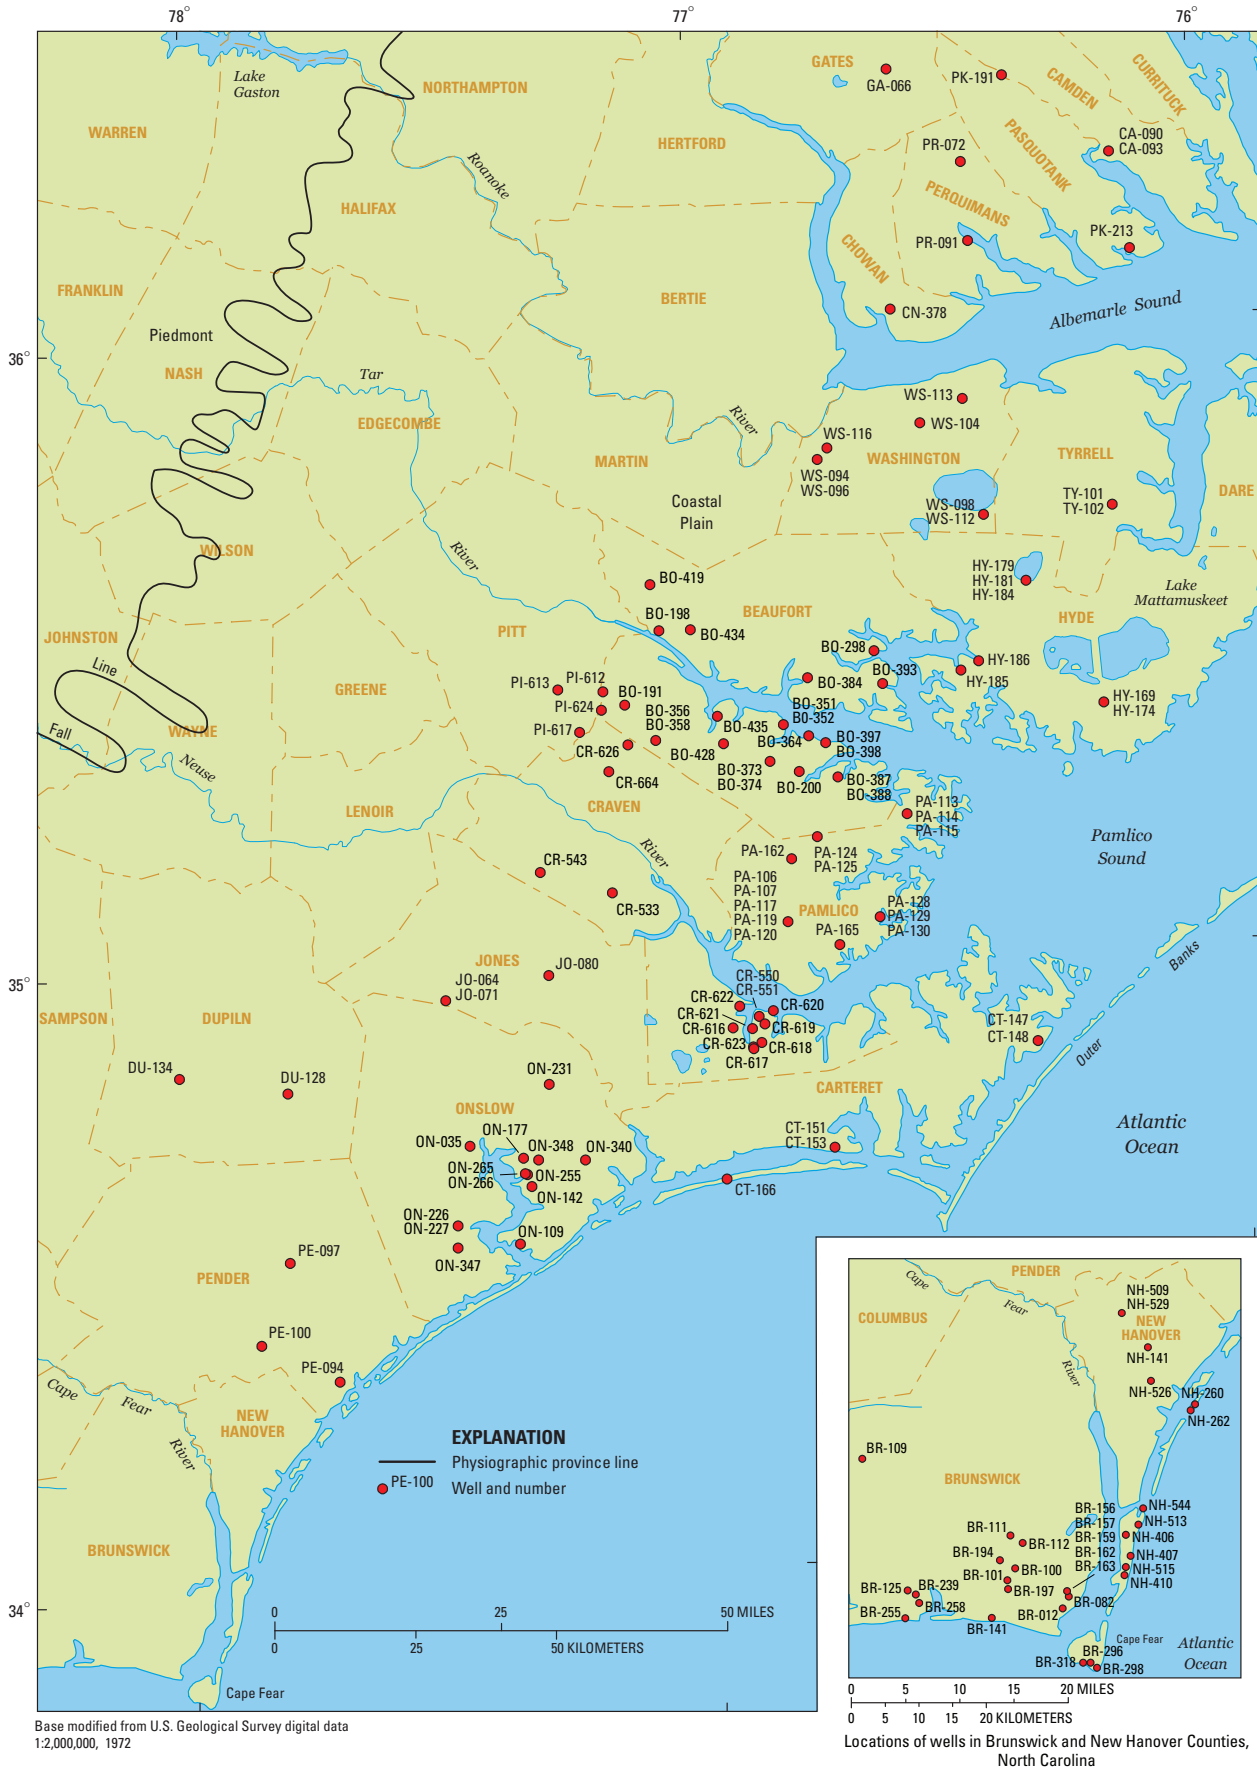 78°
77°
76°
Lake
Gaston
NORTHAMPTON
GATES
GA-066
PK-191
CAMDEN
CURRITUCK
WARREN
HERTFORD
PR-072
PASQUOTANK
CA-090
CA-093
Roanoke
HALIFAX
PERQUIMANS
PR-091
PK-213
CHOWAN
FRANKLIN
BERTIE
CN-378
Albemarle Sound
Piedmont
36°
NASH
Tar
WS-113
EDGECOMBE
River
WS-104
WS-116
MARTIN
WASHINGTON
TYRRELL
WS-094
WS-096
DARE
Coastal
Plain
WS-098
WS-112
TY-101
TY-102
WILSON
River
HY-179
HY-181
HY-184
BO-419
Lake
Mattamuskeet
BO-198
BEAUFORT
HYDE
JOHNSTON
PITT
BO-434
BO-298
Line
BO-393
HY-186
HY-185
GREENE
PI-613
PI-612
BO-191
BO-384
HY-169
HY-174
PI-624
BO-356
BO-358
BO-351
BO-352
BO-435
Fall
WAYNE
PI-617
CR-626
BO-428
BO-364
BO-397
BO-398
Neuse
CR-664
BO-373
BO-374
BO-200
BO-387
BO-388
LENOIR
CRAVEN
PA-113
PA-114
PA-115
Pamlico
Sound
River
PA-162
PA-124
PA-125
CR-543
PA-106
PA-107
PA-117
PA-119
PA-120
CR-533
PAMLICO
PA-128
PA-129
PA-130
PA-165
Banks
JONES
JO-080
CR-550
CR-551
JO-064
JO-071
35°
CR-622
CR-620
SAMPSON
DUPILN
CR-621
CR-616
CR-619
CT-147
CT-148
CR-623
CR-618
Outer
CR-617
DU-134
DU-128
ON-231
CARTERET
ONSLOW
Atlantic
Ocean
ON-177
CT-151
CT-153
ON-035
ON-348
ON-340
ON-265
ON-266
ON-255
ON-142
CT-166
ON-226
ON-227
ON-109
ON-347
PE-097
PENDER
PE-100
PE-094
Cape
Fear
River
NEW
HANOVER
EXPLANATION
Physiographic province line
PE-100
Well and number
BRUNSWICK
34°
0 25 50 MILES
0 25 50 KILOMETERS
Cape Fear
Base modified from U.S. Geological Survey digital data
1:2,000,000, 1972
PENDER
Cape
Fear
River
NH-509
NH-529
COLUMBUS
NEW
HANOVER
NH-141
NH-526
NH-260
NH-262
BR-109
BRUNSWICK
BR-156
BR-157
BR-159
BR-162
BR-163
NH-544
NH-513
NH-406
NH-407
NH-515
NH-410
BR-111
BR-112
BR-194
BR-100
BR-101
BR-197
BR-125
BR-239
BR-258
BR-082
BR-012
BR-255
BR-141
Cape Fear
BR-296
BR-318
BR-298
Atlantic
Ocean
0 5 10 15 20 MILES
0 5 10 15 20 KILOMETERS
Locations of wells in Brunswick and New Hanover Counties,
North Carolina